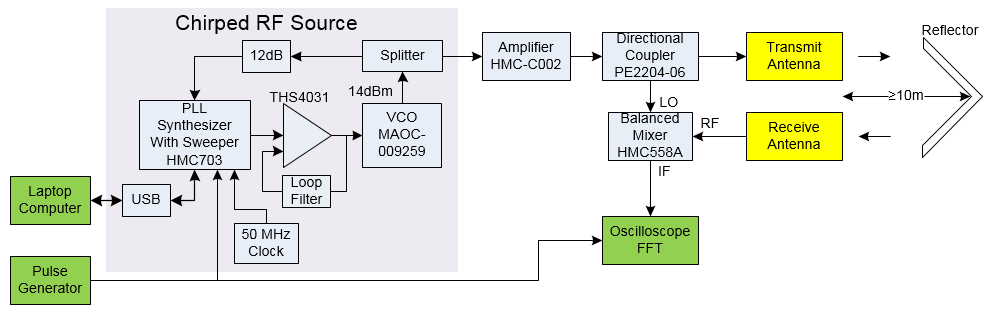 Chirped RF Source
Reflector
12dB
Splitter
Amplifier
HMC-C002
Directional
Coupler
PE2204-06
Transmit
Antenna
THS4031
14dBm
≥10m
LO
PLL
Synthesizer
With Sweeper
HMC703
VCO
MAOC-
009259
Balanced
Mixer
HMC558A
RF
Receive
Antenna
IF
Loop
Filter
Laptop
Computer
USB
50 MHz
Clock
Oscilloscope
FFT
Pulse
Generator